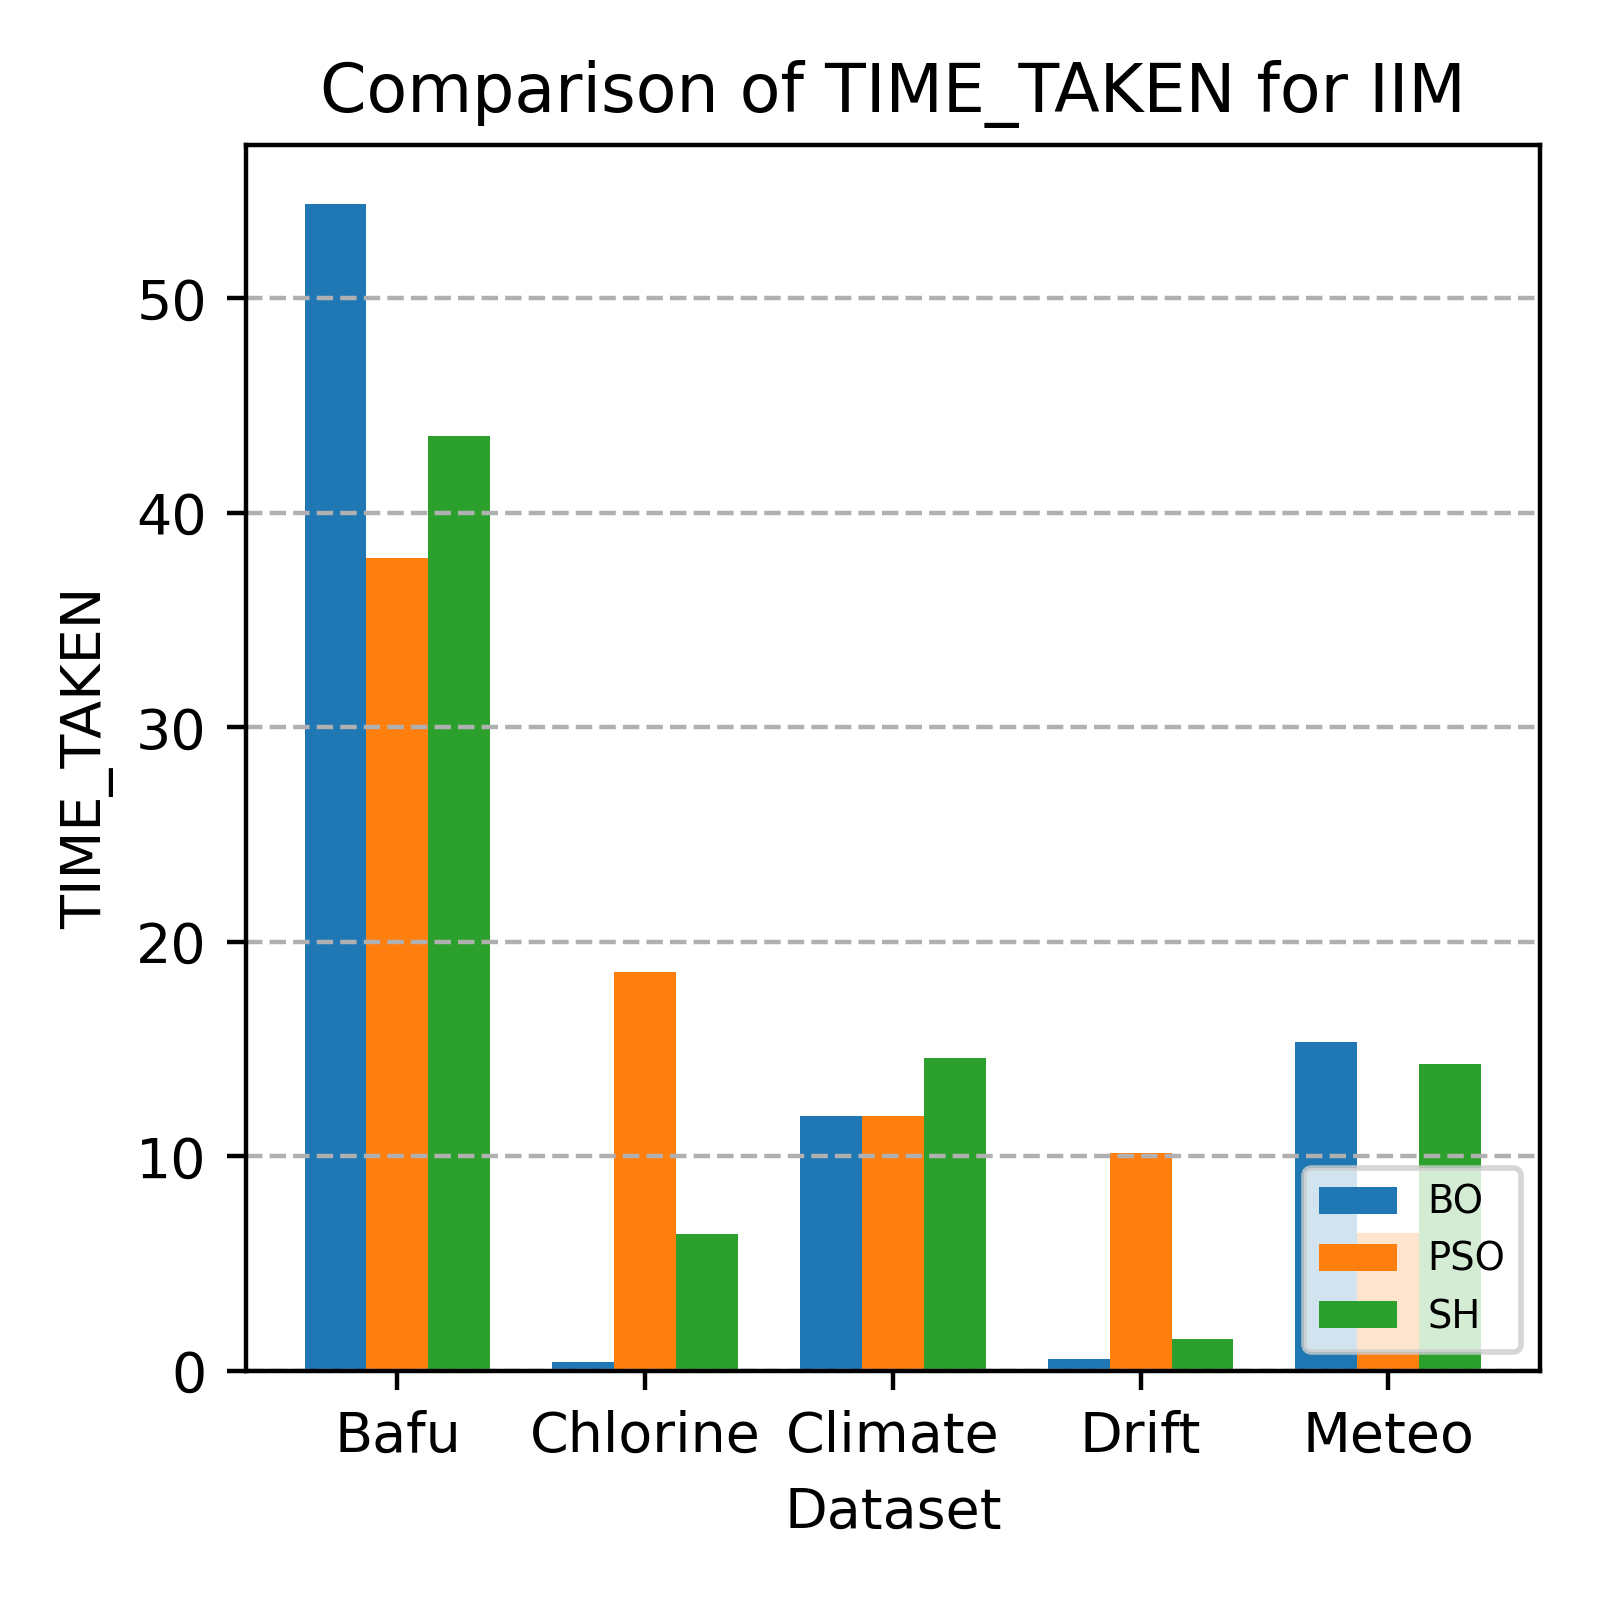 Comparison of TIME_TAKEN for IIM
TIME_TAKEN
50
40
30
20
10
0
BO
PSO
SH
Bafu
Chlorine
Climate
Drift
Meteo
Dataset